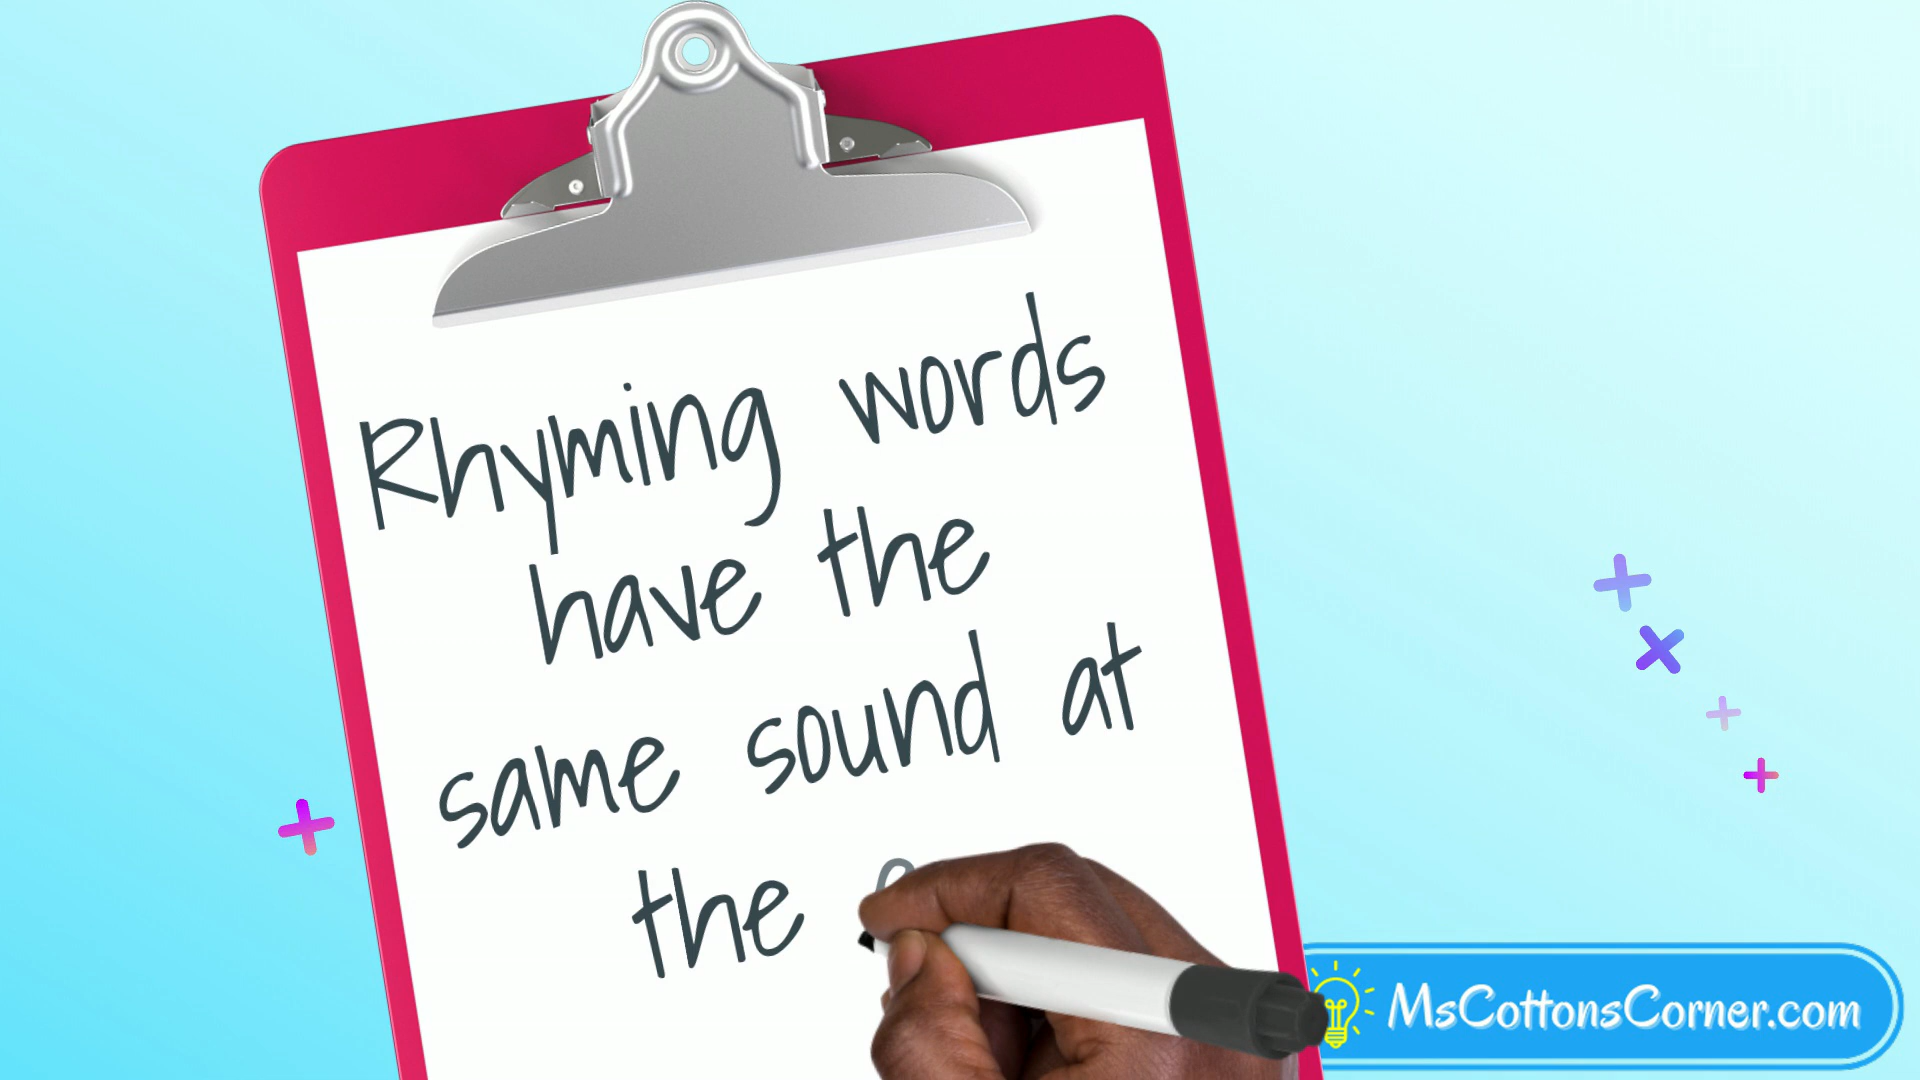 Rhyming words
have the
same sound at
the
MsCottonsCorner.com